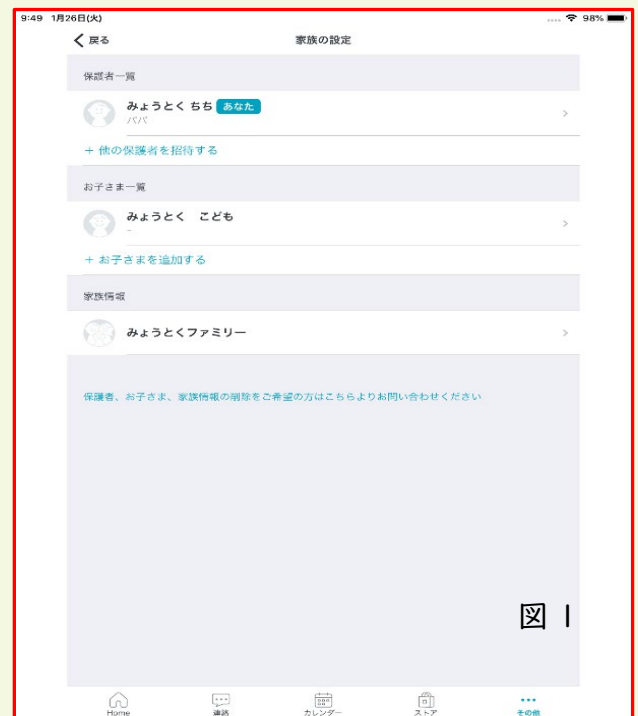 9:49 1月26日(火) 98%
戻る 家族の設定
保護者一覧
みょうとく ちち あなた
パパ
+ 他の保護者を招待する
お子さま一覧
みょうとく こども
-
+ お子さまを追加する
家族情報
みょうとくファミリー
保護者、お子さま、家族情報の削除をご希望の方はこちらよりお問い合わせください
図1
Home 連絡 カレンダー ストア その他